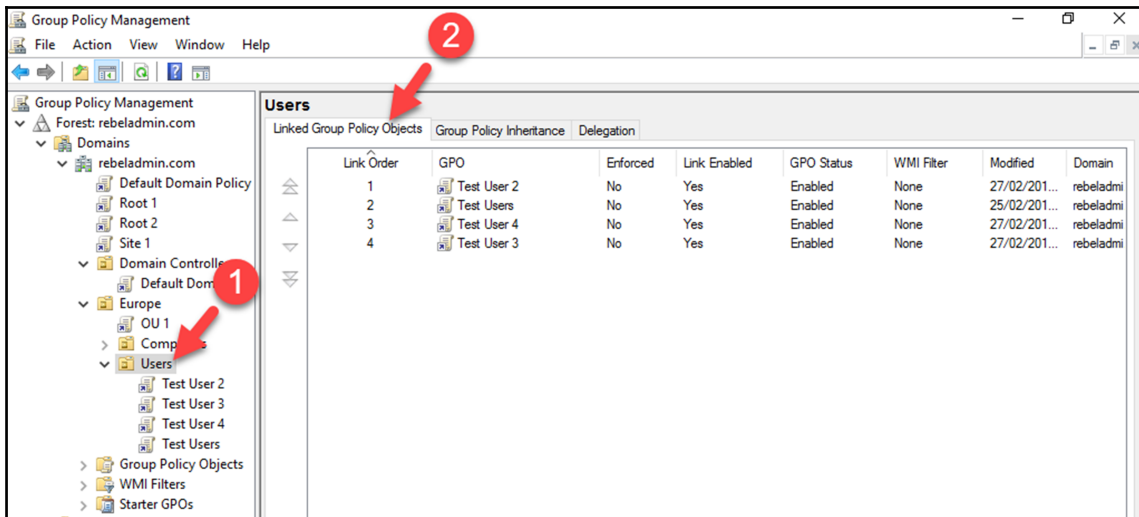 Group Policy Management
File Action View Window Help
2
Group Policy Management
Forest: rebeladmin.com
Domains
rebeladmin.com
Default Domain Policy
Root 1
Root 2
Site 1
Domain Controlle
Default Dom
1
Europe
OU 1
Comp s
Users
Test User 2
Test User 3
Test User 4
Test Users
Group Policy Objects
WMI Filters
Starter GPOs
Users
Linked Group Policy Objects Group Policy Inheritance Delegation
Link Order GPO Enforced Link Enabled GPO Status WMI Filter Modified Domain
1 Test User 2 No Yes Enabled None 27/02/201... rebeladmi
2 Test Users No Yes Enabled None 25/02/201... rebeladmi
3 Test User 4 No Yes Enabled None 27/02/201... rebeladmi
4 Test User 3 No Yes Enabled None 27/02/201... rebeladmi